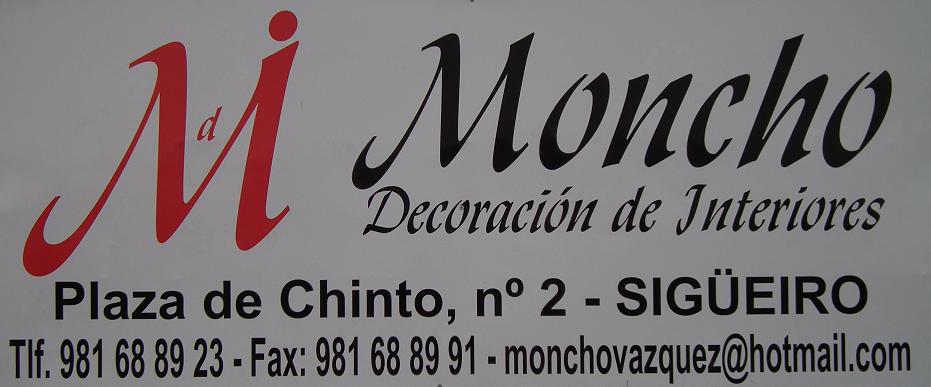 Mdi
Moncho
Decoración de Interiores
Plaza de Chinto, nº 2 - SIGÜEIRO
Tlf. 981 68 89 23 - Fax: 981 68 89 91 - monchovazquez@hotmail.com